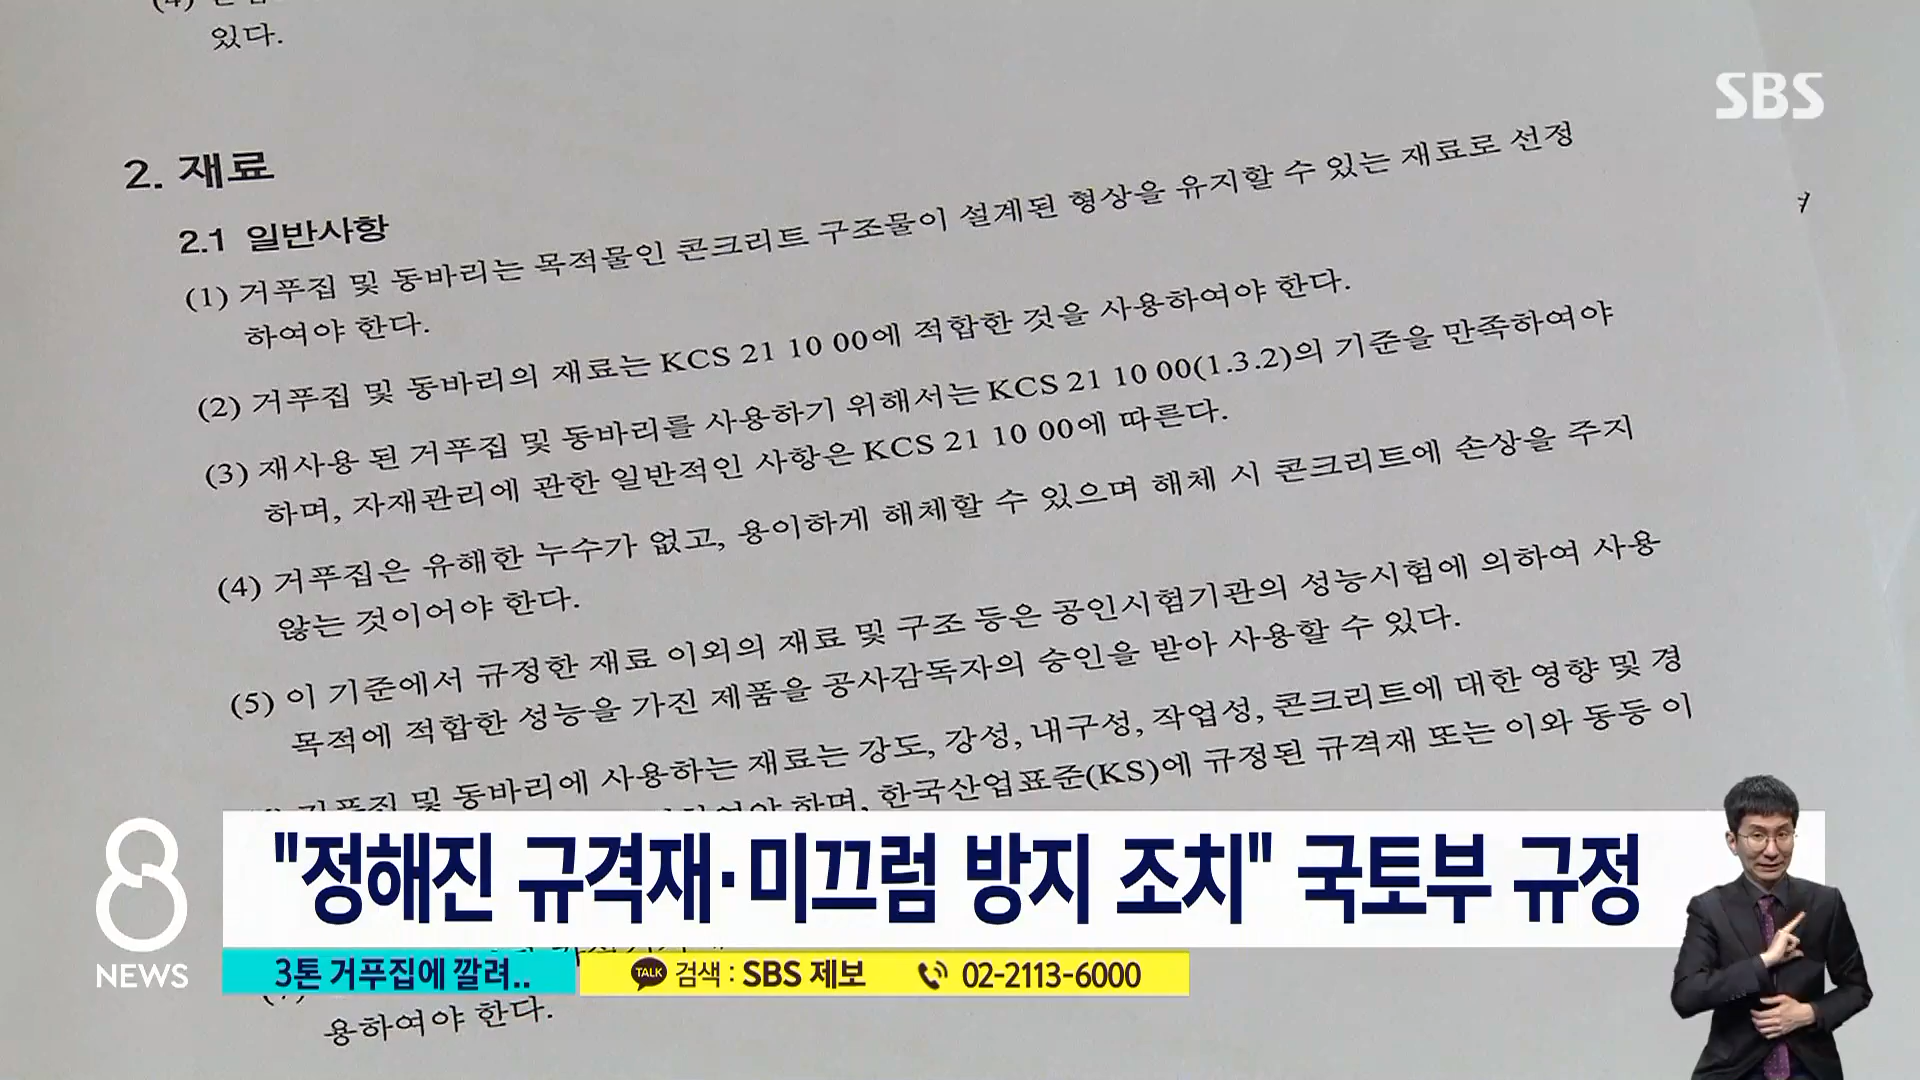 있다.
SBS
2. 재료
2.1 일반사항
(1) 거푸집 및 동바리는 목적물인 콘크리트 구조물이 설계된 형상을 유지할 수 있는 재료로 선정
하여야 한다.
(2) 거푸집 및 동바리의 재료는 KCS 21 10 00에 적합한 것을 사용하여야 한다.
(3) 재사용 된 거푸집 및 동바리를 사용하기 위해서는 KCS 21 10 00(1.3.2)의 기준을 만족하여야
하며, 자재관리에 관한 일반적인 사항은 KCS 21 10 00에 따른다.
(4) 거푸집은 유해한 누수가 없고, 용이하게 해체할 수 있으며 해체 시 콘크리트에 손상을 주지
않는 것이어야 한다.
(5) 이 기준에서 규정한 재료 이외의 재료 및 구조 등은 공인시험기관의 성능시험에 의하여 사용
목적에 적합한 성능을 가진 제품을 공사감독자의 승인을 받아 사용할 수 있다.
거푸집 및 동바리에 사용하는 재료는 강도, 강성, 내구성, 작업성, 콘크리트에 대한 영향 및 경
하며, 한국산업표준(KS)에 규정된 규격재 또는 이와 동등 이
8 NEWS
"정해진 규격재·미끄럼 방지 조치" 국토부 규정
3톤 거푸집에 깔려..
TALK 검색 : SBS 제보 02-2113-6000
용하여야 한다.